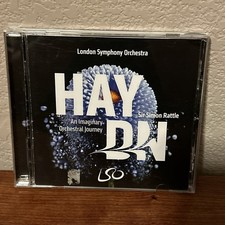 London Symphony Orchestra
HAY
Sir Simon Rattle
An Imaginary
Orchestral Journey
DN
LSO